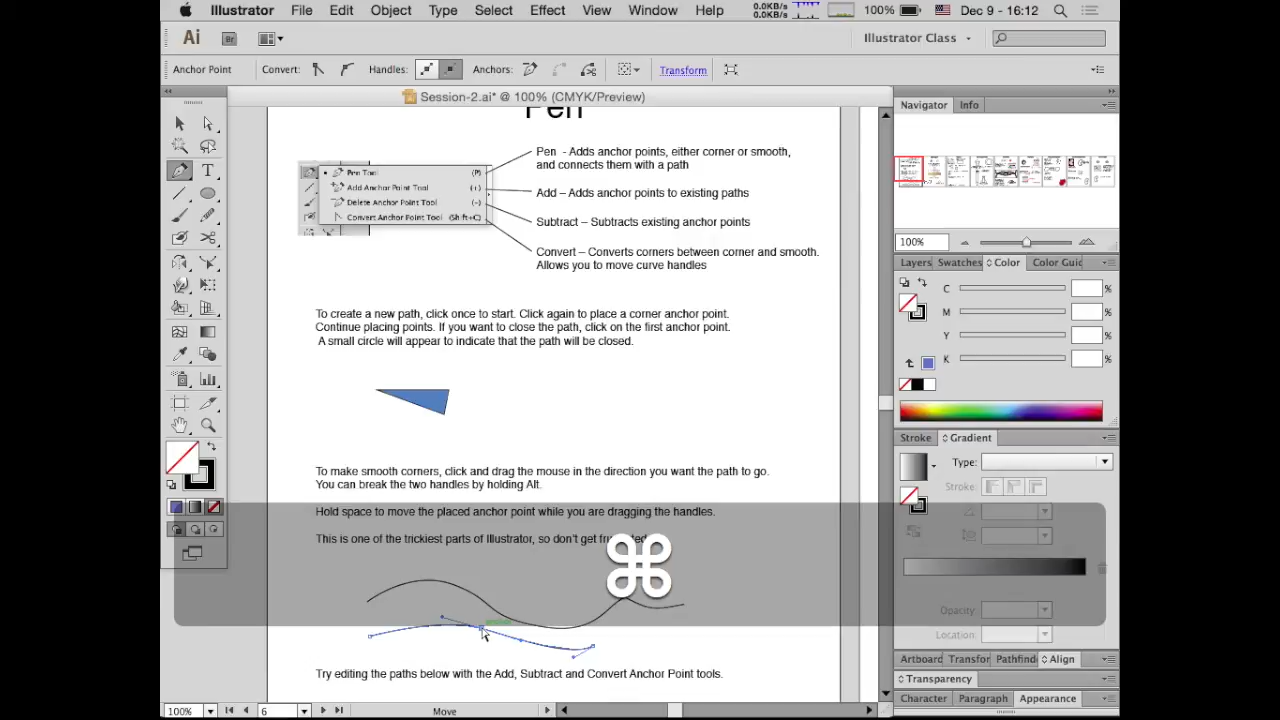 Illustrator File Edit Object Type Select Effect View Window Help 0.0KB/s 0.0KB/s 100% Dec 9 - 16:12
Ai Br Illustrator Class
Anchor Point Convert: Handles: Anchors: Transform
Session-2.ai* @ 100% (CMYK/Preview)
Navigator Info
Pen
Pen - Adds anchor points, either corner or smooth,
and connects them with a path
Pen Tool (P)
Add Anchor Point Tool (+)
Delete Anchor Point Tool (-)
Convert Anchor Point Tool (Shift+C)
Add – Adds anchor points to existing paths
Subtract – Subtracts existing anchor points
Convert – Converts corners between corner and smooth.
Allows you to move curve handles
100%
Layers Swatches Color Color Guid
C %
M %
Y %
K %
To create a new path, click once to start. Click again to place a corner anchor point.
Continue placing points. If you want to close the path, click on the first anchor point.
A small circle will appear to indicate that the path will be closed.
Stroke Gradient
Type:
Stroke:
Opacity:
Location:
To make smooth corners, click and drag the mouse in the direction you want the path to go.
You can break the two handles by holding Alt.
Hold space to move the placed anchor point while you are dragging the handles.
This is one of the trickiest parts of Illustrator, so don't get
⌘
Try editing the paths below with the Add, Subtract and Convert Anchor Point tools.
Artboard Transfor Pathfind Align
Transparency
Character Paragraph Appearance
100% 6 Move